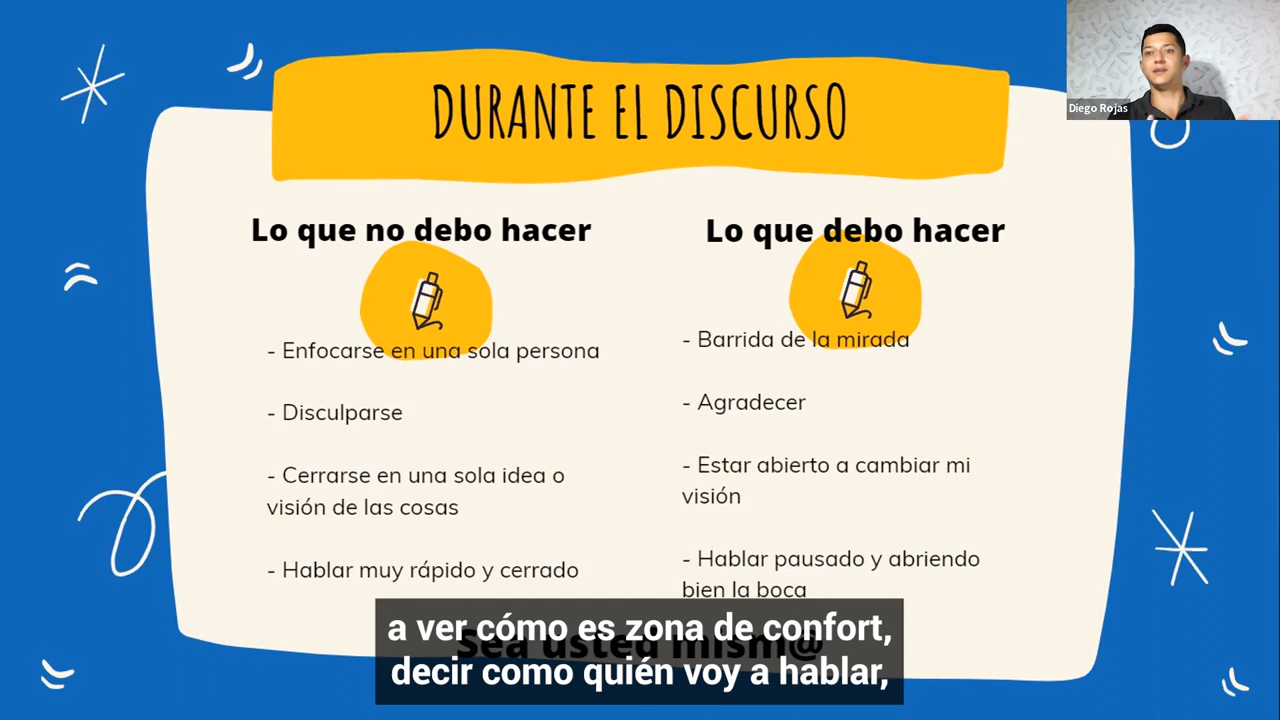 DURANTE EL DISCURSO
Diego Rojas
Lo que no debo hacer
- Enfocarse en una sola persona
- Disculparse
- Cerrarse en una sola idea o
visión de las cosas
- Hablar muy rápido y cerrado
Lo que debo hacer
- Barrida de la mirada
- Agradecer
- Estar abierto a cambiar mi
visión
- Hablar pausado y abriendo
bien la boca
Sea usted mism@
a ver cómo es zona de confort,
decir como quién voy a hablar,